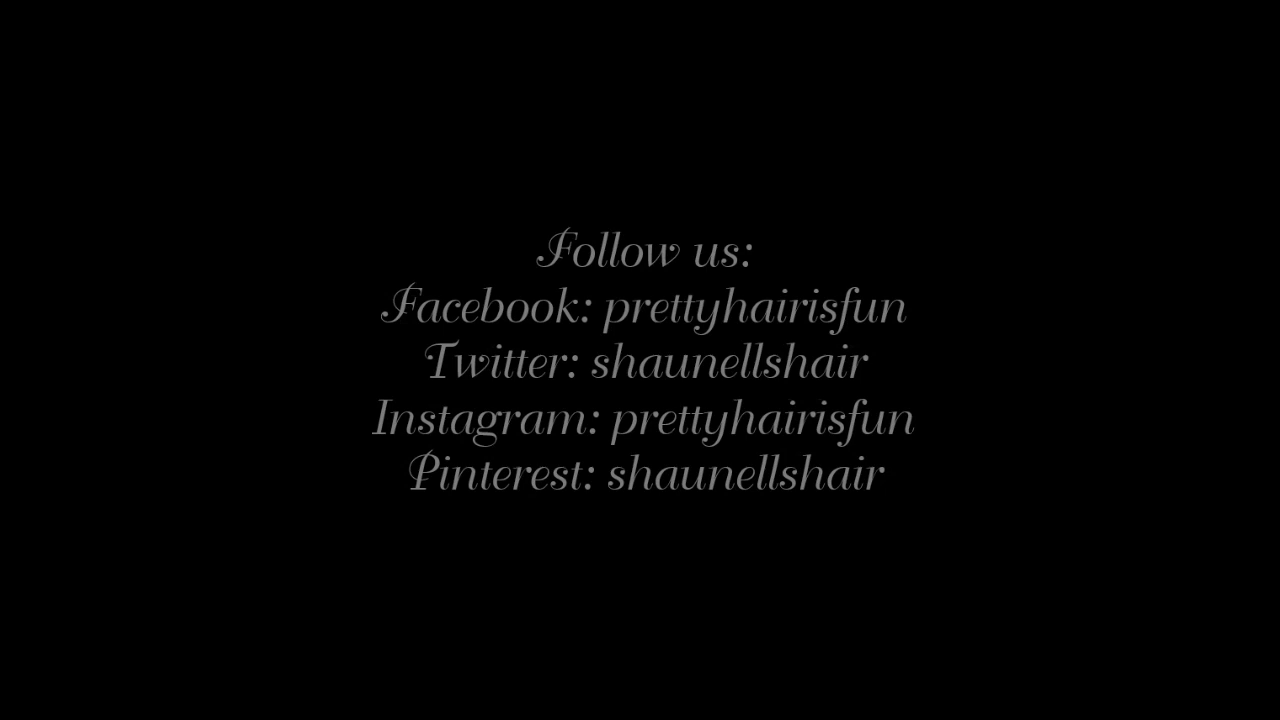 Follow us:
Facebook: prettyhairisfun
Twitter: shaunellshair
Instagram: prettyhairisfun
Pinterest: shaunellshair